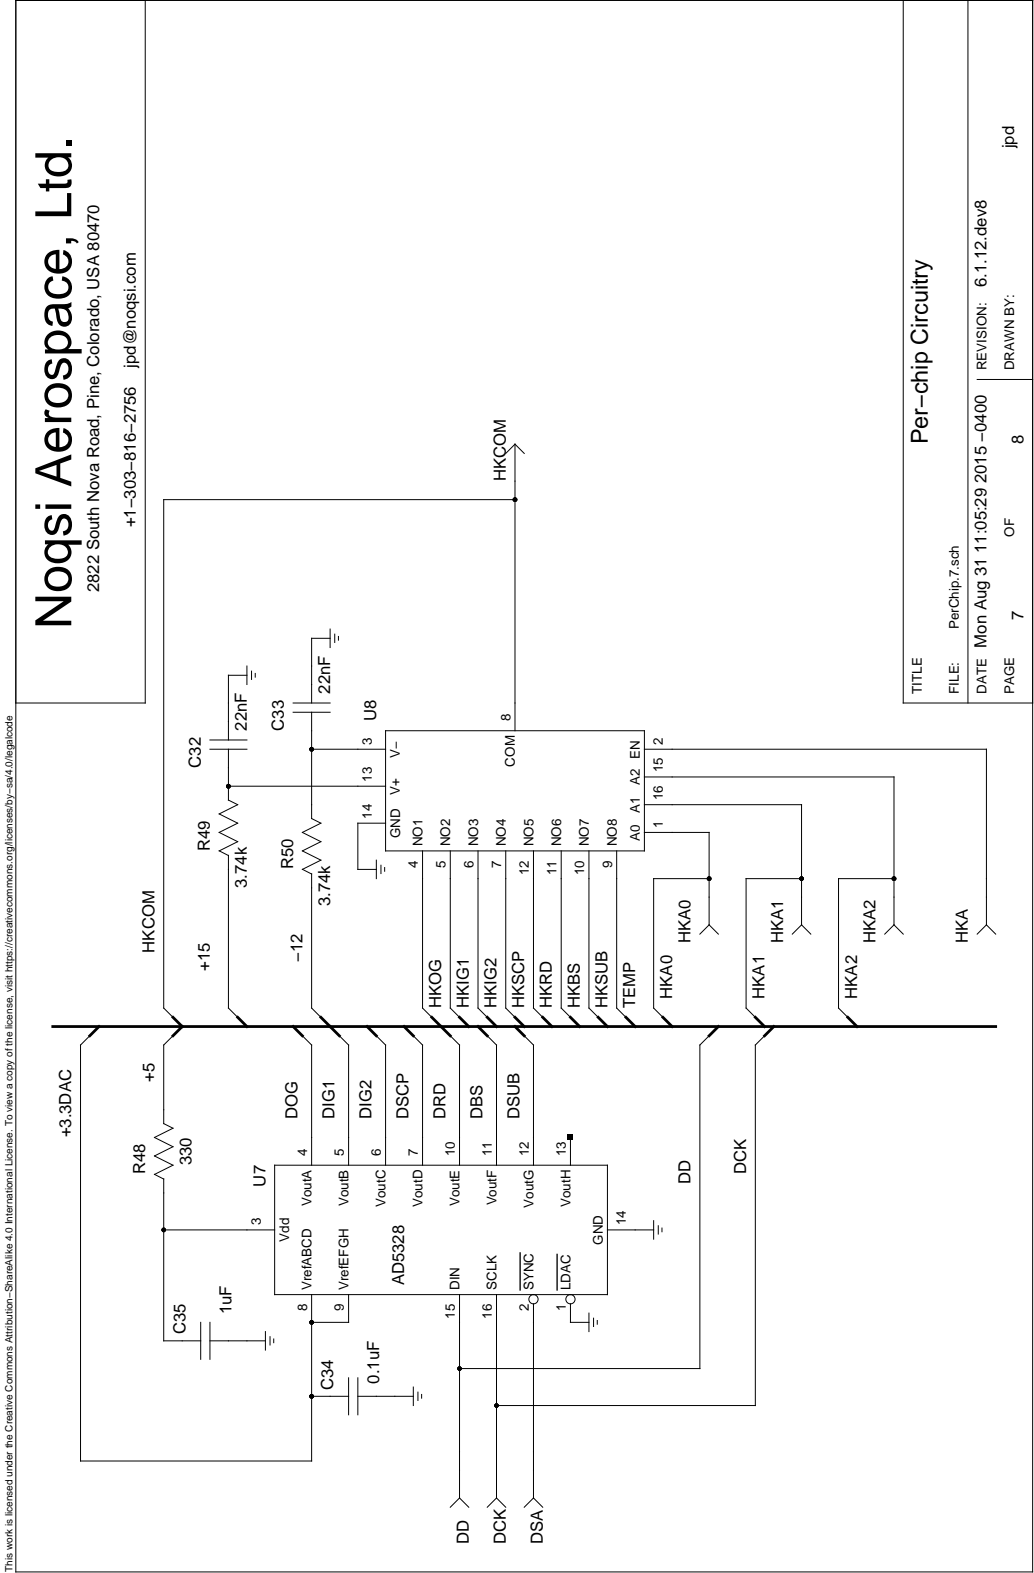 This work is licensed under the Creative Commons Attribution−ShareAlike 4.0 International License. To view a copy of the license, visit https://creativecommons.org/licenses/by−sa/4.0/legalcode
Noqsi Aerospace, Ltd.
2822 South Nova Road, Pine, Colorado, USA 80470
+1−303−816−2756 jpd@noqsi.com
+3.3DAC
HKCOM
R48
330
+5
+15
R49
3.74k
C32
22nF
−12
R50
3.74k
C33
22nF
C35
1uF
C34
0.1uF
U7
AD5328
3
Vdd
8
VrefABCD
9
VrefEFGH
15
DIN
16
SCLK
2
SYNC
1
LDAC
GND
14
VoutA
4
DOG
VoutB
5
DIG1
VoutC
6
DIG2
VoutD
7
DSCP
VoutE
10
DRD
VoutF
11
DBS
VoutG
12
DSUB
VoutH
13
DD
DCK
DSA
DD
DCK
U8
14
GND
13
V+
3
V−
HKOG
4
NO1
HKIG1
5
NO2
HKIG2
6
NO3
HKSCP
7
NO4
HKRD
12
NO5
HKBS
11
NO6
HKSUB
10
NO7
TEMP
9
NO8
COM
8
HKCOM
A0
1
A1
16
A2
15
EN
2
HKA0
HKA0
HKA1
HKA1
HKA2
HKA2
HKA
TITLE
Per−chip Circuitry
FILE: PerChip.7.sch
DATE Mon Aug 31 11:05:29 2015 −0400
REVISION: 6.1.12.dev8
PAGE 7 OF 8
DRAWN BY: jpd